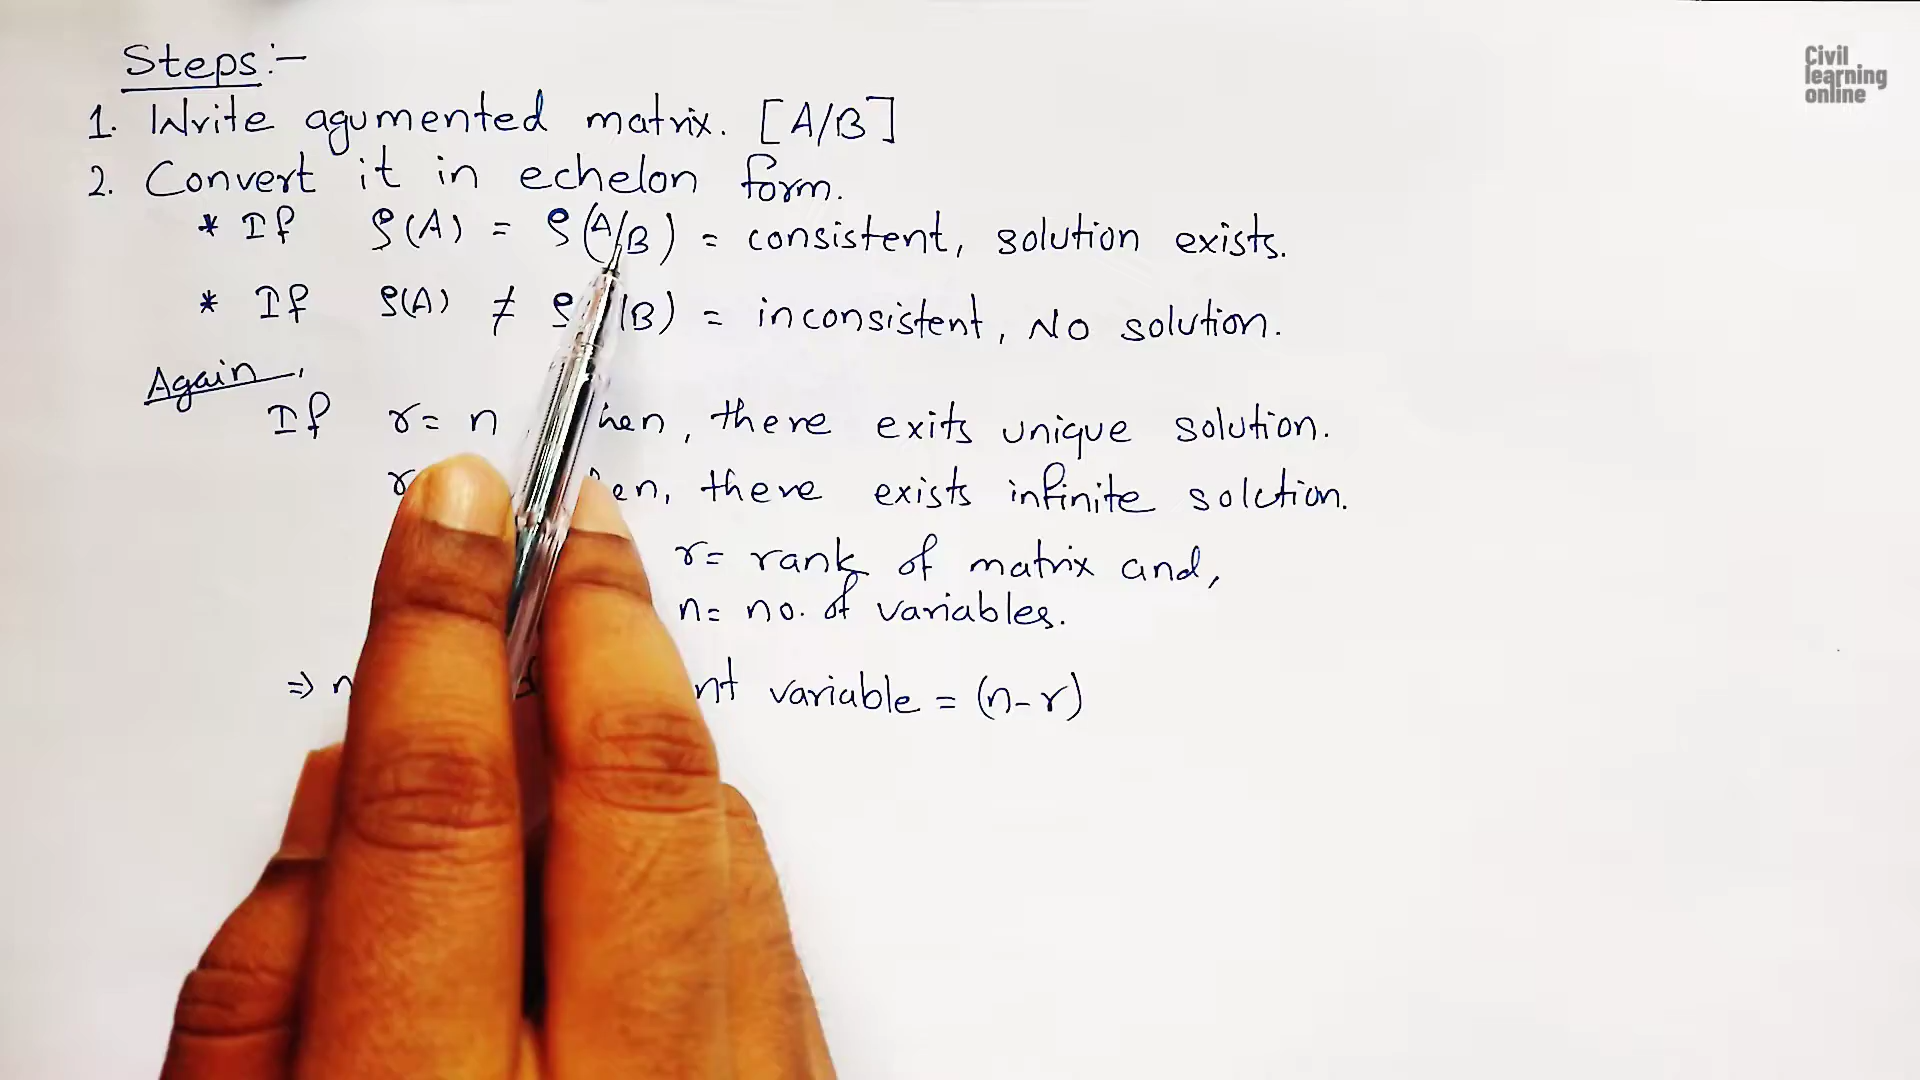 Steps:-
Civil
learning
online
1. Write agumented matrix. [A/B]
2. Convert it in echelon form.
* If ρ(A) = ρ(A/B) = consistent, solution exists.
* If ρ(A) ≠ ρ /B) = inconsistent, NO solution.
Again,
If r= n hen, there exits unique solution.
r en, there exists infinite solction.
r= rank of matrix and,
n= no. of variables.
⇒ n nt variable = (n-r)